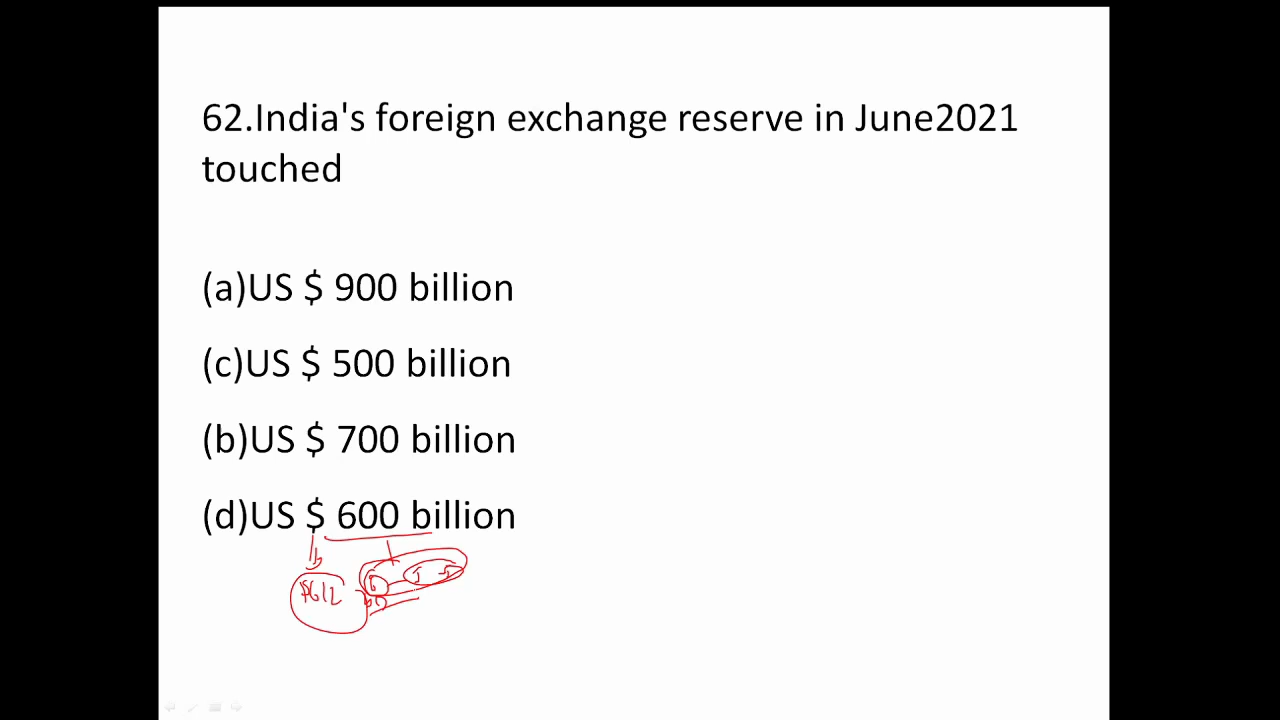 62.India's foreign exchange reserve in June2021
touched
(a)US $ 900 billion
(c)US $ 500 billion
(b)US $ 700 billion
(d)US $ 600 billion
$612